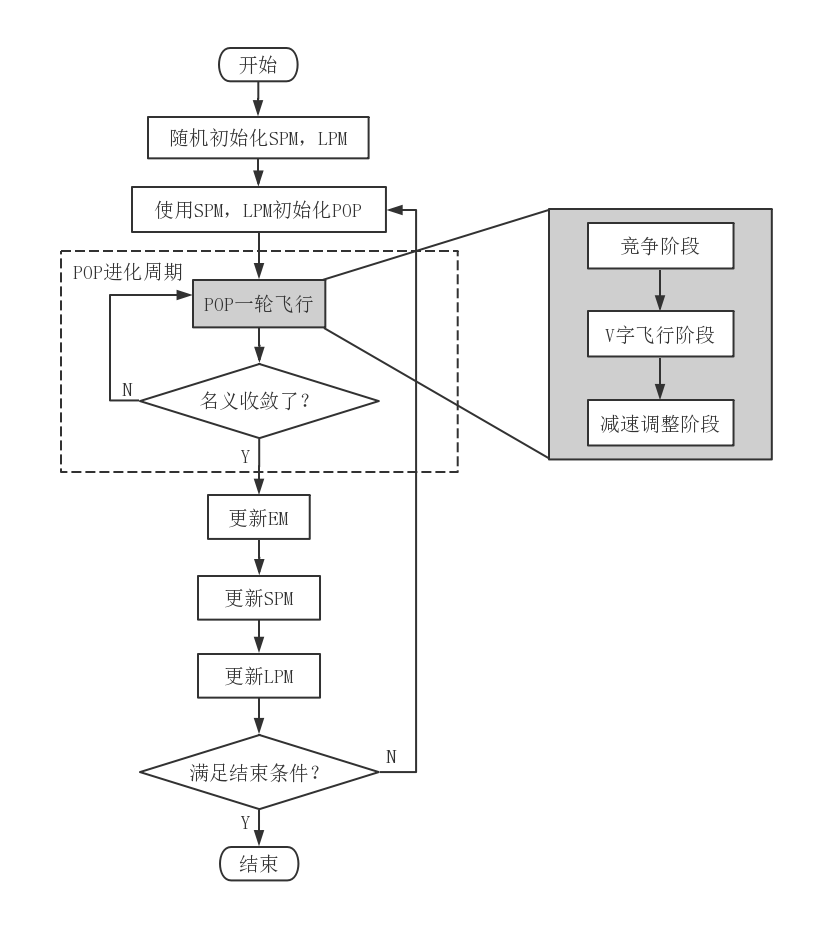 开始
随机初始化SPM，LPM
使用SPM，LPM初始化POP
POP进化周期
POP一轮飞行
N
名义收敛了？
Y
更新EM
更新SPM
更新LPM
N
满足结束条件？
Y
结束
竞争阶段
V字飞行阶段
减速调整阶段